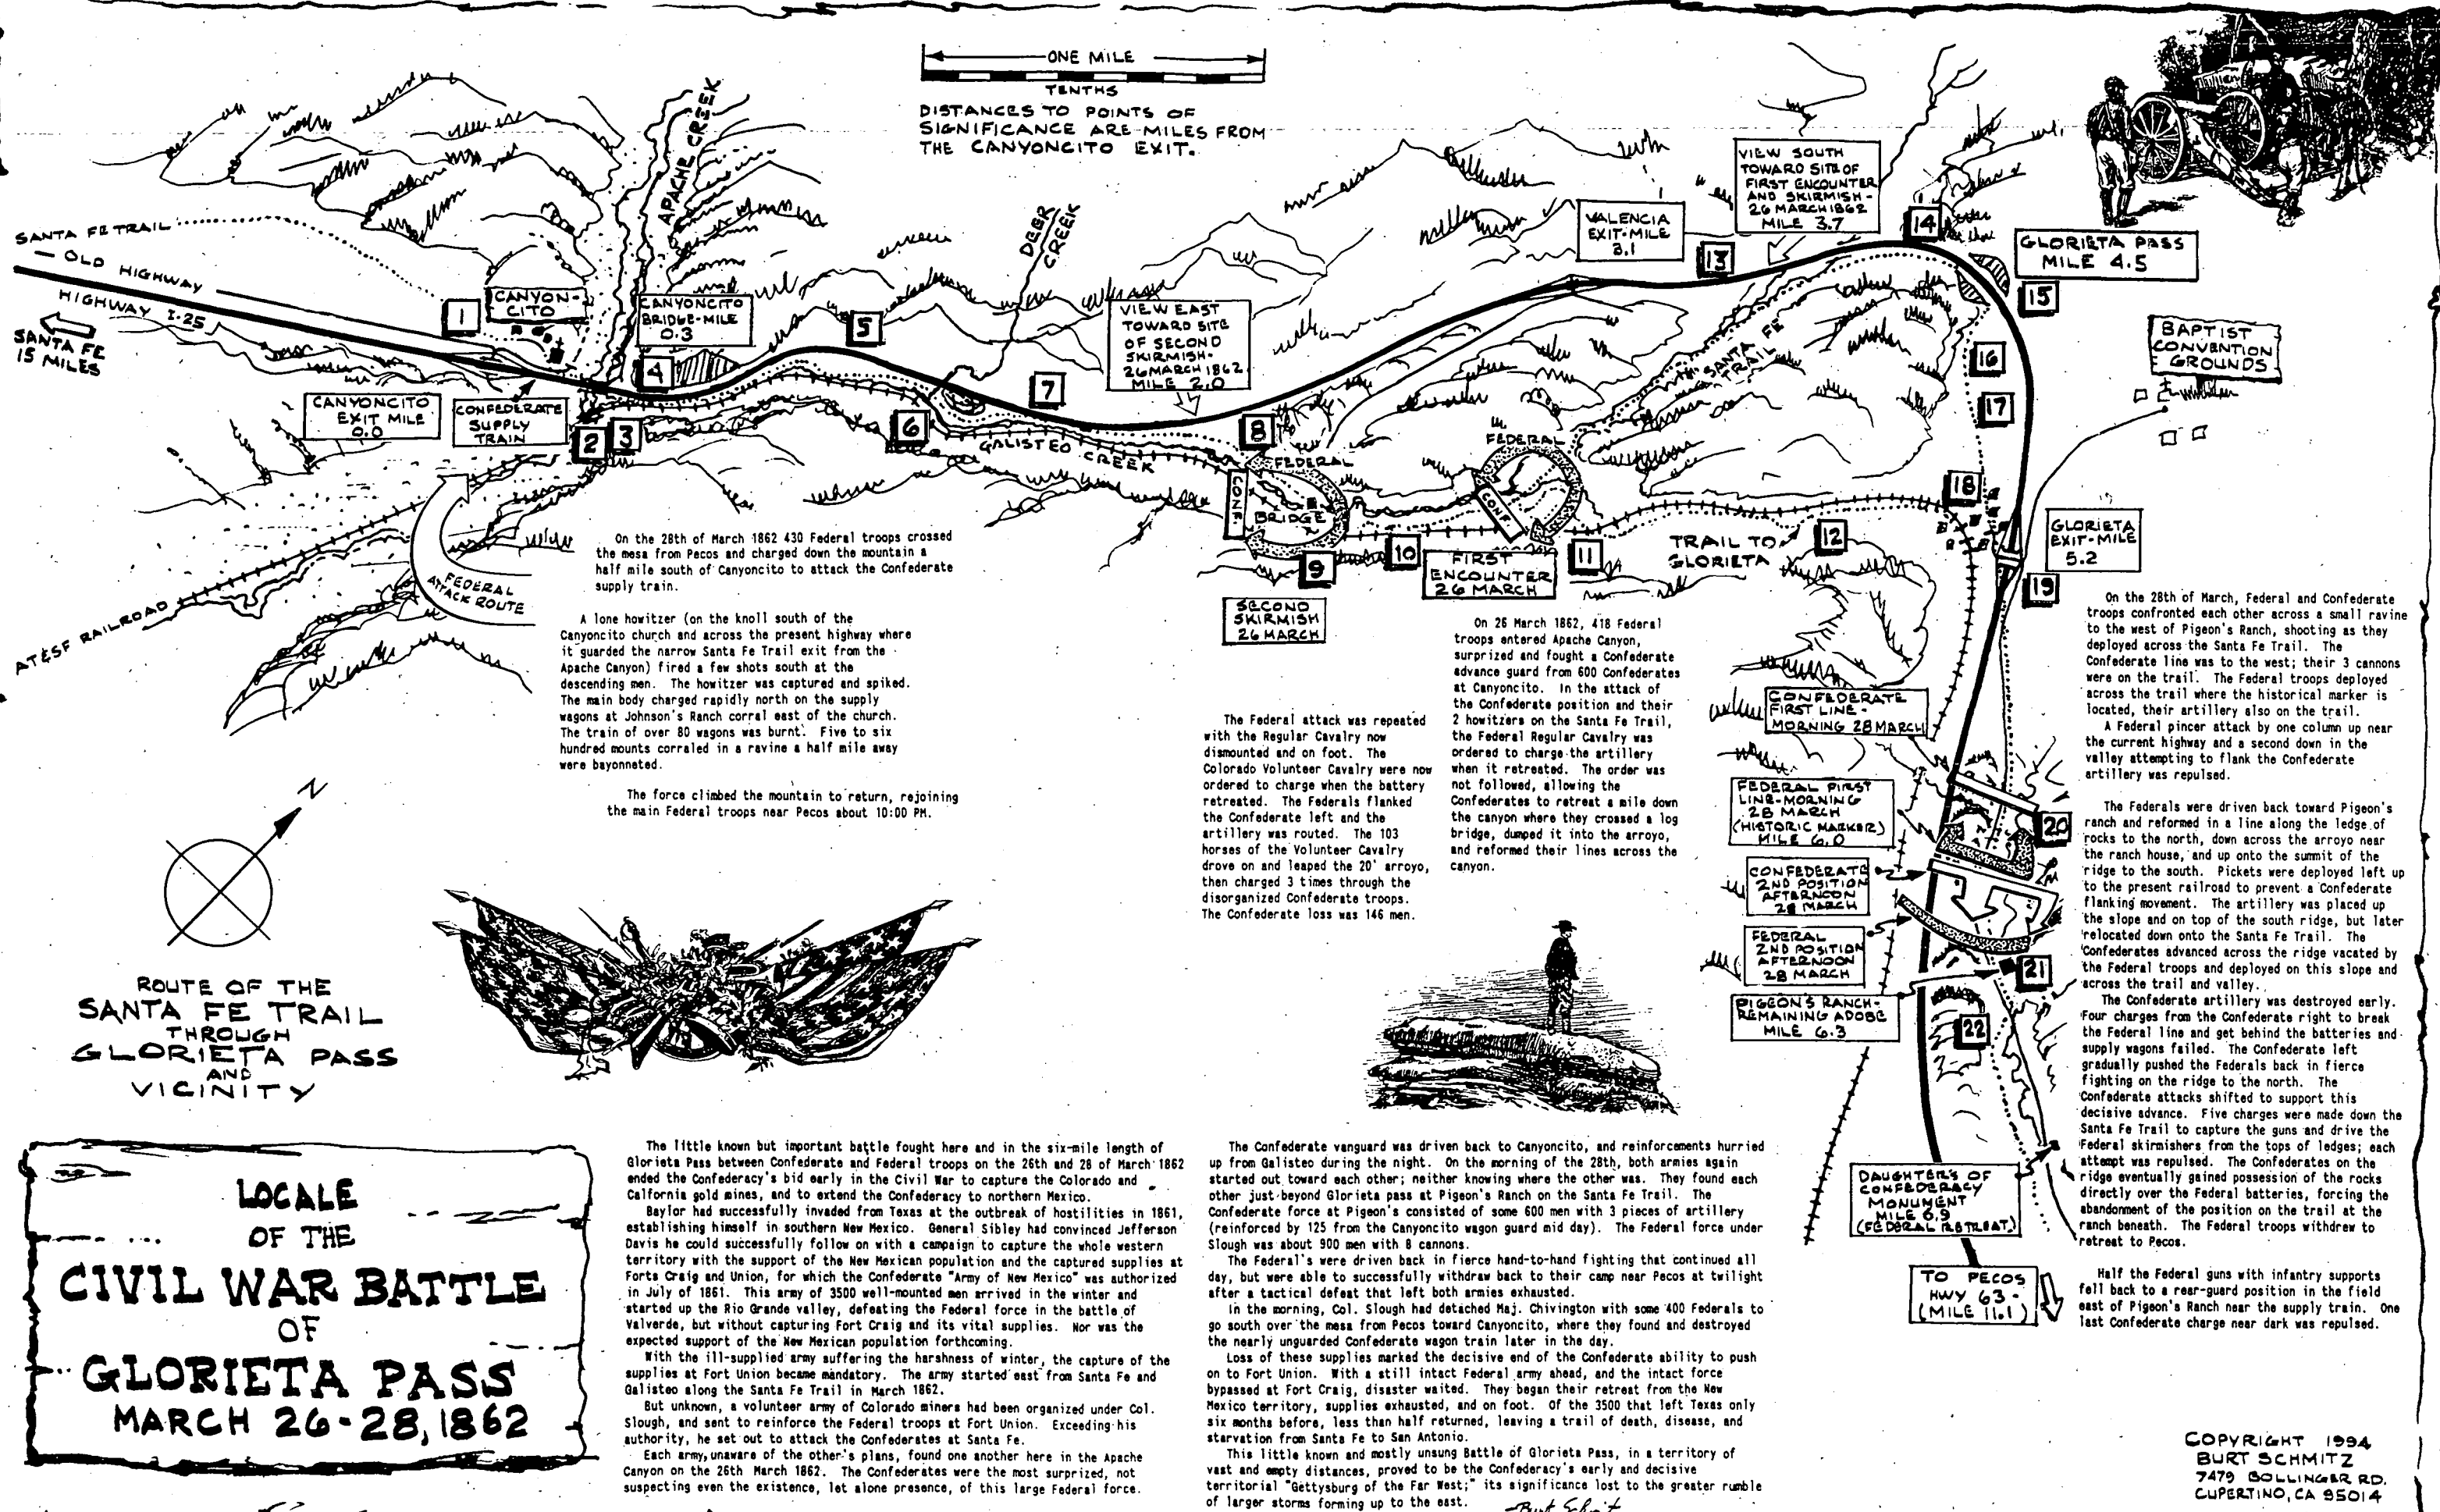 ONE MILE
TENTHS
DISTANCES TO POINTS OF
SIGNIFICANCE ARE MILES FROM
THE CANYONCITO EXIT.
APACHE CREEK
DEER
CREEK
SANTA FE TRAIL
OLD HIGHWAY
HIGHWAY I-25
SANTA FE
15 MILES
1
CANYON-
CITO
CANYONCITO
BRIDGE-MILE
0.3
4
5
CANYONCITO
EXIT MILE
0.0
CONFEDERATE
SUPPLY
TRAIN
2
3
6
7
GALISTEO CREEK
VIEW EAST
TOWARD SITE
OF SECOND
SKIRMISH-
26 MARCH 1862
MILE 2.0
8
VALENCIA
EXIT-MILE
3.1
VIEW SOUTH
TOWARD SITE OF
FIRST ENCOUNTER
AND SKIRMISH-
26 MARCH 1862
MILE 3.7
13
14
GLORIETA PASS
MILE 4.5
15
BAPTIST
CONVENTION
GROUNDS
16
17
SANTA FE
TRAIL
FEDERAL
CONF.
BRIDGE
FEDERAL
CONF.
9
10
11
12
18
FIRST
ENCOUNTER
26 MARCH
SECOND
SKIRMISH
26 MARCH
TRAIL TO
GLORIETA
GLORIETA
EXIT-MILE
5.2
19
AT&SF RAILROAD
FEDERAL
ATTACK ROUTE
On the 28th of March 1862 430 Federal troops crossed
the mesa from Pecos and charged down the mountain a
half mile south of Canyoncito to attack the Confederate
supply train.
A lone howitzer (on the knoll south of the
Canyoncito church and across the present highway where
it guarded the narrow Santa Fe Trail exit from the
Apache Canyon) fired a few shots south at the
descending men. The howitzer was captured and spiked.
The main body charged rapidly north on the supply
wagons at Johnson's Ranch corral east of the church.
The train of over 80 wagons was burnt. Five to six
hundred mounts corraled in a ravine a half mile away
were bayonneted.
The force climbed the mountain to return, rejoining
the main Federal troops near Pecos about 10:00 PM.
The Federal attack was repeated
with the Regular Cavalry now
dismounted and on foot. The
Colorado Volunteer Cavalry were now
ordered to charge when the battery
retreated. The Federals flanked
the Confederate left and the
artillery was routed. The 103
horses of the Volunteer Cavalry
drove on and leaped the 20' arroyo,
then charged 3 times through the
disorganized Confederate troops.
The Confederate loss was 146 men.
On 26 March 1862, 418 Federal
troops entered Apache Canyon,
surprized and fought a Confederate
advance guard from 600 Confederates
at Canyoncito. In the attack of
the Confederate position and their
2 howitzers on the Santa Fe Trail,
the Federal Regular Cavalry was
ordered to charge the artillery
when it retreated. The order was
not followed, allowing the
Confederates to retreat a mile down
the canyon where they crossed a log
bridge, dumped it into the arroyo,
and reformed their lines across the
canyon.
CONFEDERATE
FIRST LINE-
MORNING 28 MARCH
FEDERAL FIRST
LINE-MORNING
28 MARCH
(HISTORIC MARKER)
MILE 6.0
20
CONFEDERATE
2ND POSITION
AFTERNOON
28 MARCH
FEDERAL
2ND POSITION
AFTERNOON
28 MARCH
21
PIGEON'S RANCH-
REMAINING ADOBE
MILE 6.3
22
DAUGHTERS OF
CONFEDERACY
MONUMENT
MILE 6.9
(FEDERAL RETREAT)
TO PECOS
HWY 63-
(MILE 11.1)
On the 28th of March, Federal and Confederate
troops confronted each other across a small ravine
to the west of Pigeon's Ranch, shooting as they
deployed across the Santa Fe Trail. The
Confederate line was to the west; their 3 cannons
were on the trail. The Federal troops deployed
across the trail where the historical marker is
located, their artillery also on the trail.
A Federal pincer attack by one column up near
the current highway and a second down in the
valley attempting to flank the Confederate
artillery was repulsed.
The Federals were driven back toward Pigeon's
ranch and reformed in a line along the ledge of
rocks to the north, down across the arroyo near
the ranch house, and up onto the summit of the
ridge to the south. Pickets were deployed left up
to the present railroad to prevent a Confederate
flanking movement. The artillery was placed up
the slope and on top of the south ridge, but later
relocated down onto the Santa Fe Trail. The
Confederates advanced across the ridge vacated by
the Federal troops and deployed on this slope and
across the trail and valley.
The Confederate artillery was destroyed early.
Four charges from the Confederate right to break
the Federal line and get behind the batteries and
supply wagons failed. The Confederate left
gradually pushed the Federals back in fierce
fighting on the ridge to the north. The
Confederate attacks shifted to support this
decisive advance. Five charges were made down the
Santa Fe Trail to capture the guns and drive the
Federal skirmishers from the tops of ledges; each
attempt was repulsed. The Confederates on the
ridge eventually gained possession of the rocks
directly over the Federal batteries, forcing the
abandonment of the position on the trail at the
ranch beneath. The Federal troops withdrew to
retreat to Pecos.
Half the Federal guns with infantry supports
fell back to a rear-guard position in the field
east of Pigeon's Ranch near the supply train. One
last Confederate charge near dark was repulsed.
N
ROUTE OF THE
SANTA FE TRAIL
THROUGH
GLORIETA PASS
AND
VICINITY
LOCALE
OF THE
CIVIL WAR BATTLE
OF
GLORIETA PASS
MARCH 26-28, 1862
The little known but important battle fought here and in the six-mile length of
Glorieta Pass between Confederate and Federal troops on the 26th and 28 of March 1862
ended the Confederacy's bid early in the Civil War to capture the Colorado and
Calfornia gold mines, and to extend the Confederacy to northern Mexico.
Baylor had successfully invaded from Texas at the outbreak of hostilities in 1861,
establishing himself in southern New Mexico. General Sibley had convinced Jefferson
Davis he could successfully follow on with a campaign to capture the whole western
territory with the support of the New Mexican population and the captured supplies at
Forts Craig and Union, for which the Confederate "Army of New Mexico" was authorized
in July of 1861. This army of 3500 well-mounted men arrived in the winter and
started up the Rio Grande valley, defeating the Federal force in the battle of
Valverde, but without capturing Fort Craig and its vital supplies. Nor was the
expected support of the New Mexican population forthcoming.
With the ill-supplied army suffering the harshness of winter, the capture of the
supplies at Fort Union became mandatory. The army started east from Santa Fe and
Galisteo along the Santa Fe Trail in March 1862.
But unknown, a volunteer army of Colorado miners had been organized under Col.
Slough, and sent to reinforce the Federal troops at Fort Union. Exceeding his
authority, he set out to attack the Confederates at Santa Fe.
Each army, unaware of the other's plans, found one another here in the Apache
Canyon on the 26th March 1862. The Confederates were the most surprized, not
suspecting even the existence, let alone presence, of this large Federal force.
The Confederate vanguard was driven back to Canyoncito, and reinforcements hurried
up from Galisteo during the night. On the morning of the 28th, both armies again
started out toward each other; neither knowing where the other was. They found each
other just beyond Glorieta pass at Pigeon's Ranch on the Santa Fe Trail. The
Confederate force at Pigeon's consisted of some 600 men with 3 pieces of artillery
(reinforced by 125 from the Canyoncito wagon guard mid day). The Federal force under
Slough was about 900 men with 8 cannons.
The Federal's were driven back in fierce hand-to-hand fighting that continued all
day, but were able to successfully withdraw back to their camp near Pecos at twilight
after a tactical defeat that left both armies exhausted.
In the morning, Col. Slough had detached Maj. Chivington with some 400 Federals to
go south over the mesa from Pecos toward Canyoncito, where they found and destroyed
the nearly unguarded Confederate wagon train later in the day.
Loss of these supplies marked the decisive end of the Confederate ability to push
on to Fort Union. With a still intact Federal army ahead, and the intact force
bypassed at Fort Craig, disaster waited. They began their retreat from the New
Mexico territory, supplies exhausted, and on foot. Of the 3500 that left Texas only
six months before, less than half returned, leaving a trail of death, disease, and
starvation from Santa Fe to San Antonio.
This little known and mostly unsung Battle of Glorieta Pass, in a territory of
vast and empty distances, proved to be the Confederacy's early and decisive
territorial "Gettysburg of the Far West;" its significance lost to the greater rumble
of larger storms forming up to the east.
Burt Schmitz
COPYRIGHT 1994
BURT SCHMITZ
7479 BOLLINGER RD.
CUPERTINO, CA 95014